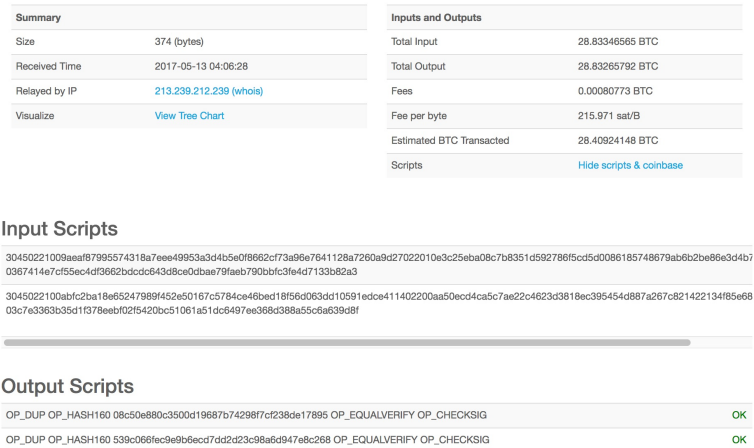 Summary
Size 374 (bytes)
Received Time 2017-05-13 04:06:28
Relayed by IP 213.239.212.239 (whois)
Visualize View Tree Chart
Inputs and Outputs
Total Input 28.83346565 BTC
Total Output 28.83265792 BTC
Fees 0.00080773 BTC
Fee per byte 215.971 sat/B
Estimated BTC Transacted 28.40924148 BTC
Scripts Hide scripts & coinbase
Input Scripts
30450221009aeaf87995574318a7eee49953a3d4b5e0f8662cf73a96e7641128a7260a9d27022010e3c25eba08c7b8351d592786f5cd5d0086185748679ab6b2be86e3d4b7
0367414e7cf55ec4df3662bdcdc643d8ce0dbae79faeb790bbfc3fe4d7133b82a3
3045022100abfc2ba18e65247989f452e50167c5784ce46bed18f56d063dd10591edce411402200aa50ecd4ca5c7ae22c4623d3818ec395454d887a267c821422134f85e68
03c7e3363b35d1f378eebf02f5420bc51061a51dc6497ee368d388a55c6a639d8f
Output Scripts
OP_DUP OP_HASH160 08c50e880c3500d19687b74298f7cf238de17895 OP_EQUALVERIFY OP_CHECKSIG OK
OP_DUP OP_HASH160 539c066fec9e9b6ecd7dd2d23c98a6d947e8c268 OP_EQUALVERIFY OP_CHECKSIG OK